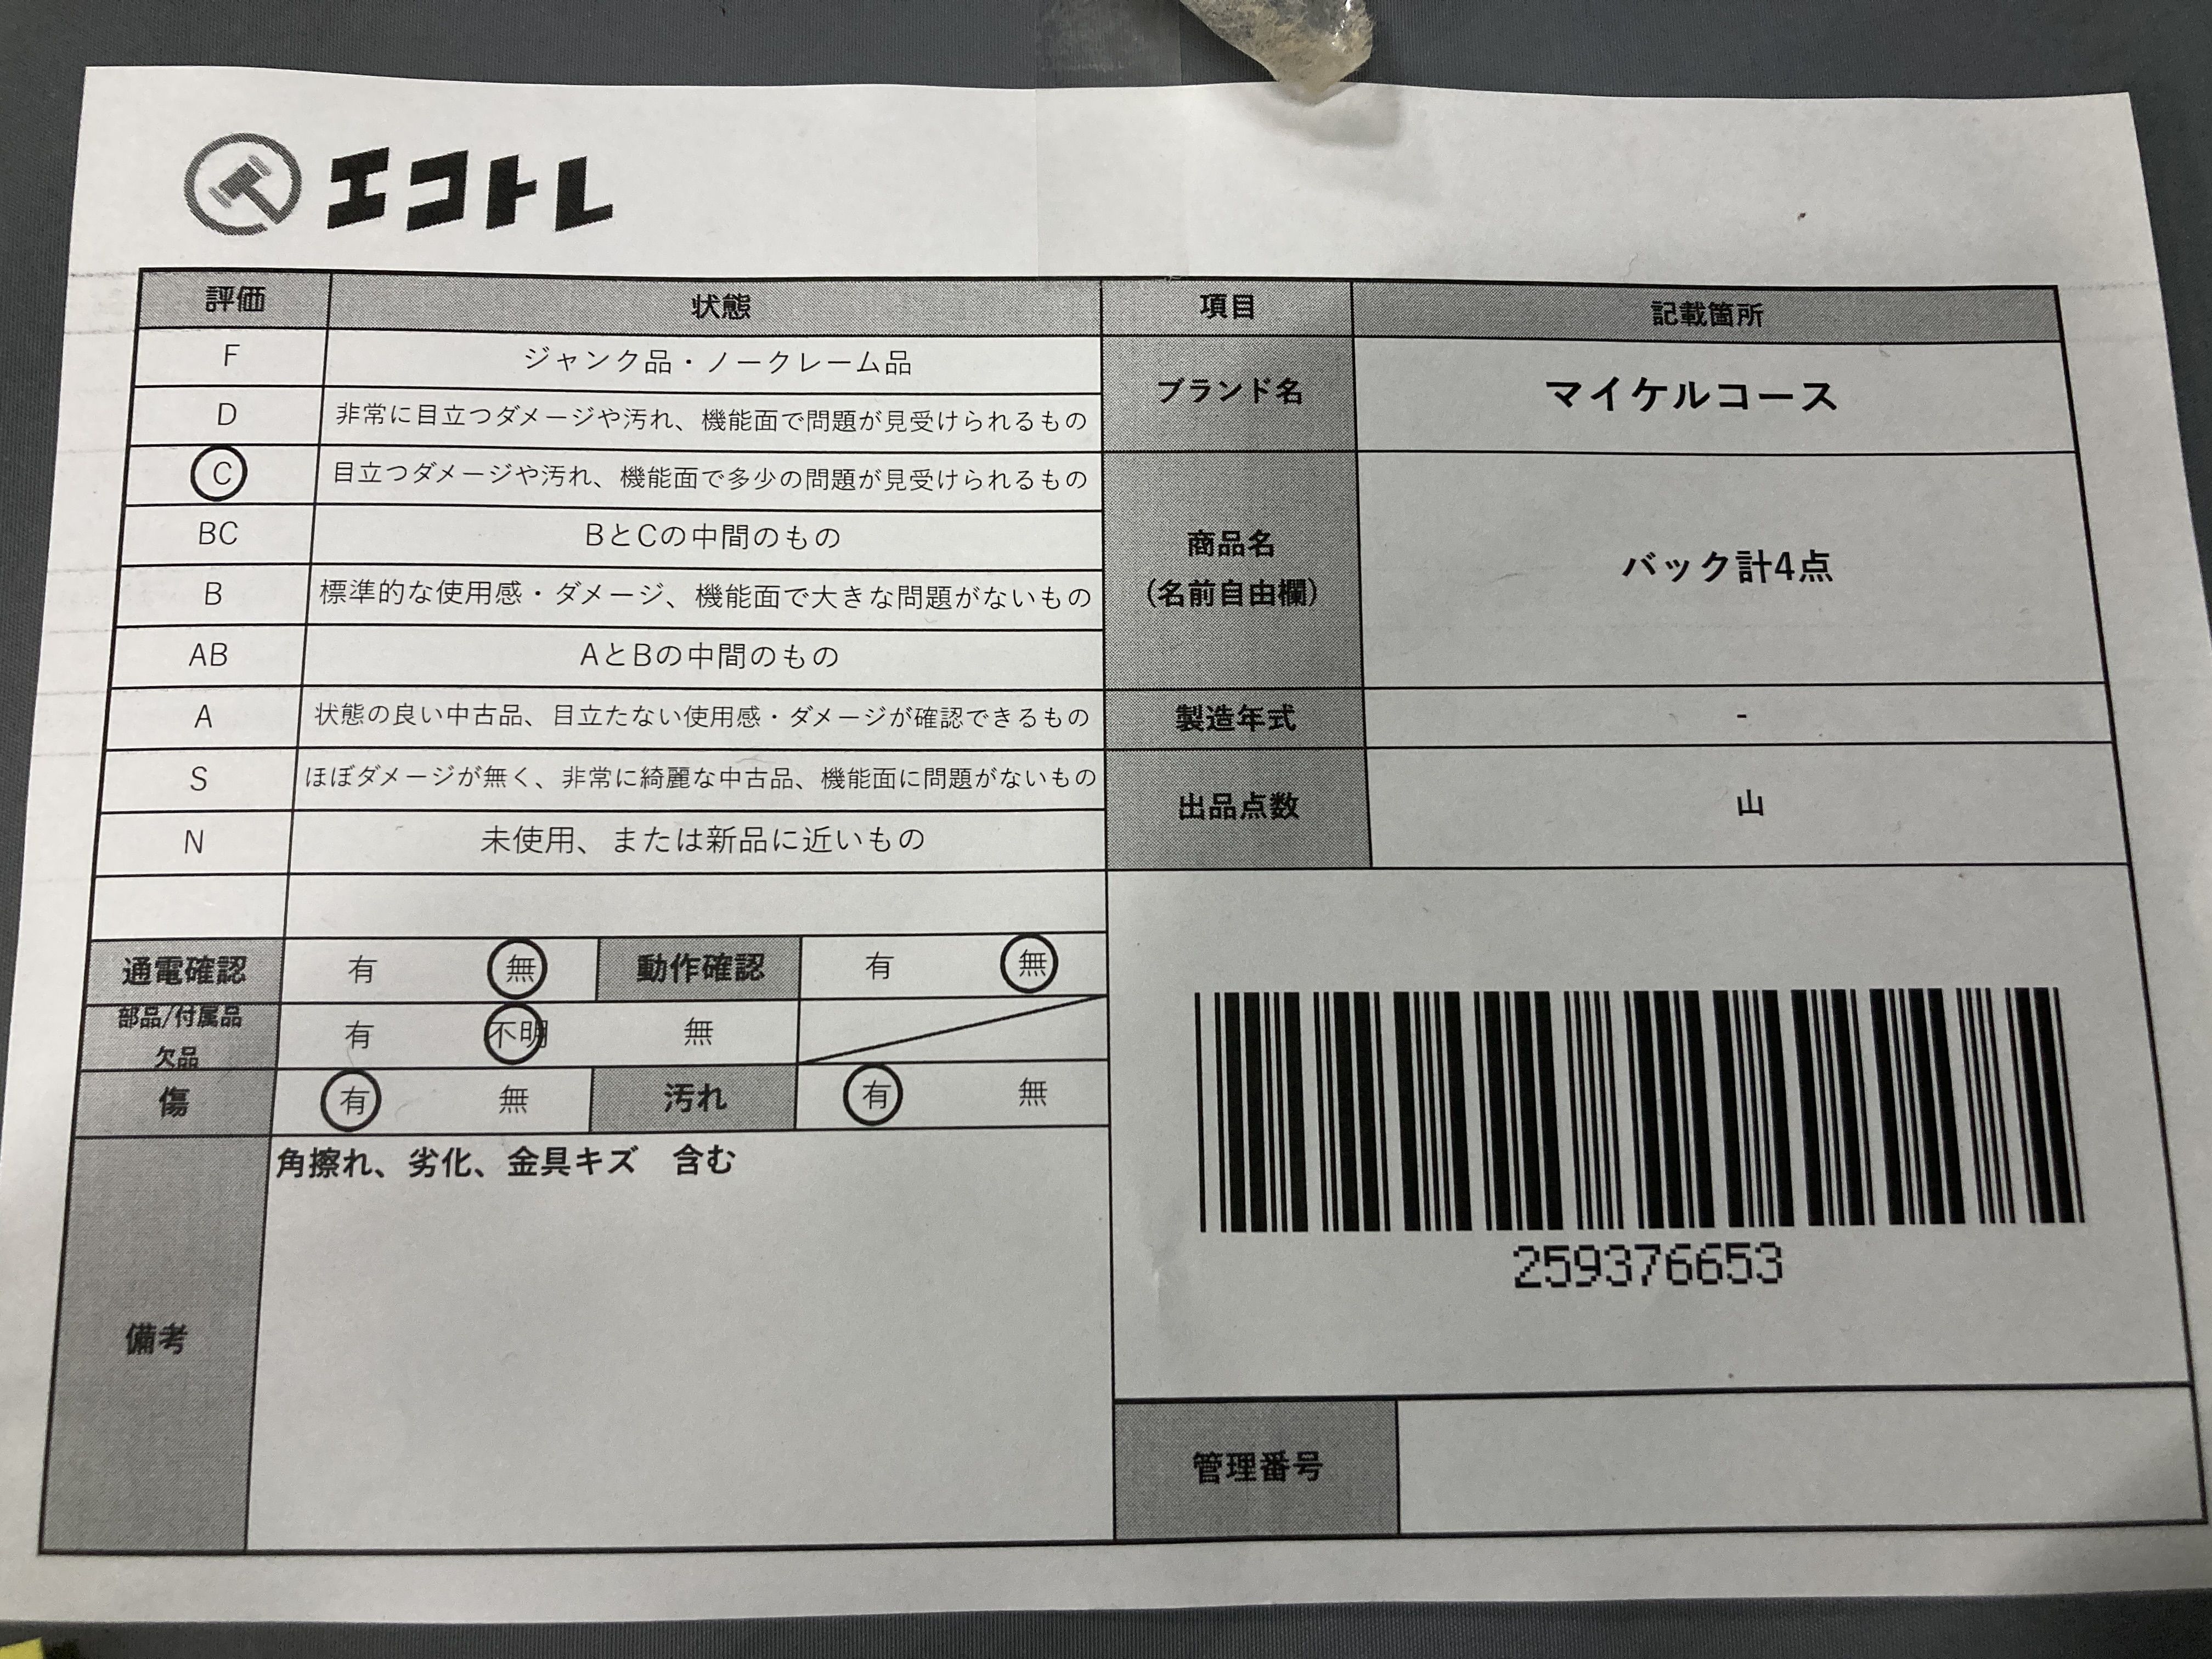 エコトレ
評価 状態 項目 記載箇所
F ジャンク品・ノークレーム品
D 非常に目立つダメージや汚れ、機能面で問題が見受けられるもの
ブランド名 マイケルコース
C 目立つダメージや汚れ、機能面で多少の問題が見受けられるもの
BC BとCの中間のもの
B 標準的な使用感・ダメージ、機能面で大きな問題がないもの
AB AとBの中間のもの
商品名
(名前自由欄)
バック計4点
A 状態の良い中古品、目立たない使用感・ダメージが確認できるもの
製造年式 -
S ほぼダメージが無く、非常に綺麗な中古品、機能面に問題がないもの
N 未使用、または新品に近いもの
出品点数 山
通電確認 有 無 動作確認 有 無
部品/付属品
欠品
有 不明 無
傷 有 無 汚れ 有 無
備考
角擦れ、劣化、金具キズ　含む
259376653
管理番号